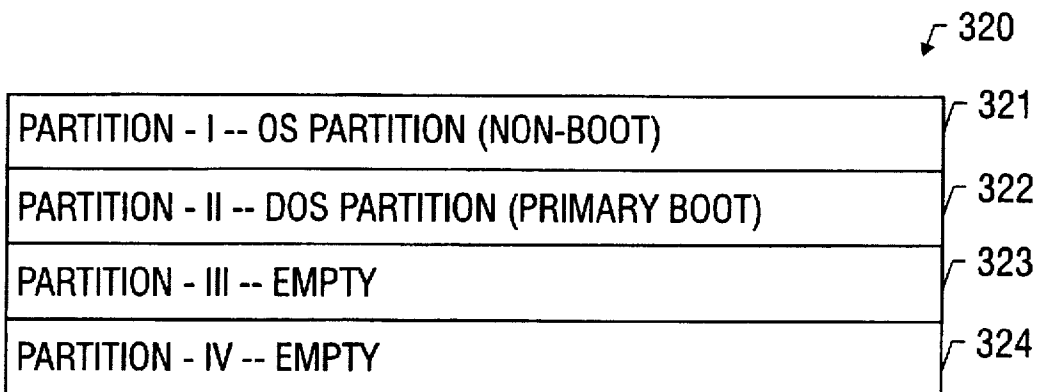 320
PARTITION - I -- OS PARTITION (NON-BOOT) 321
PARTITION - II -- DOS PARTITION (PRIMARY BOOT) 322
PARTITION - III -- EMPTY 323
PARTITION - IV -- EMPTY 324